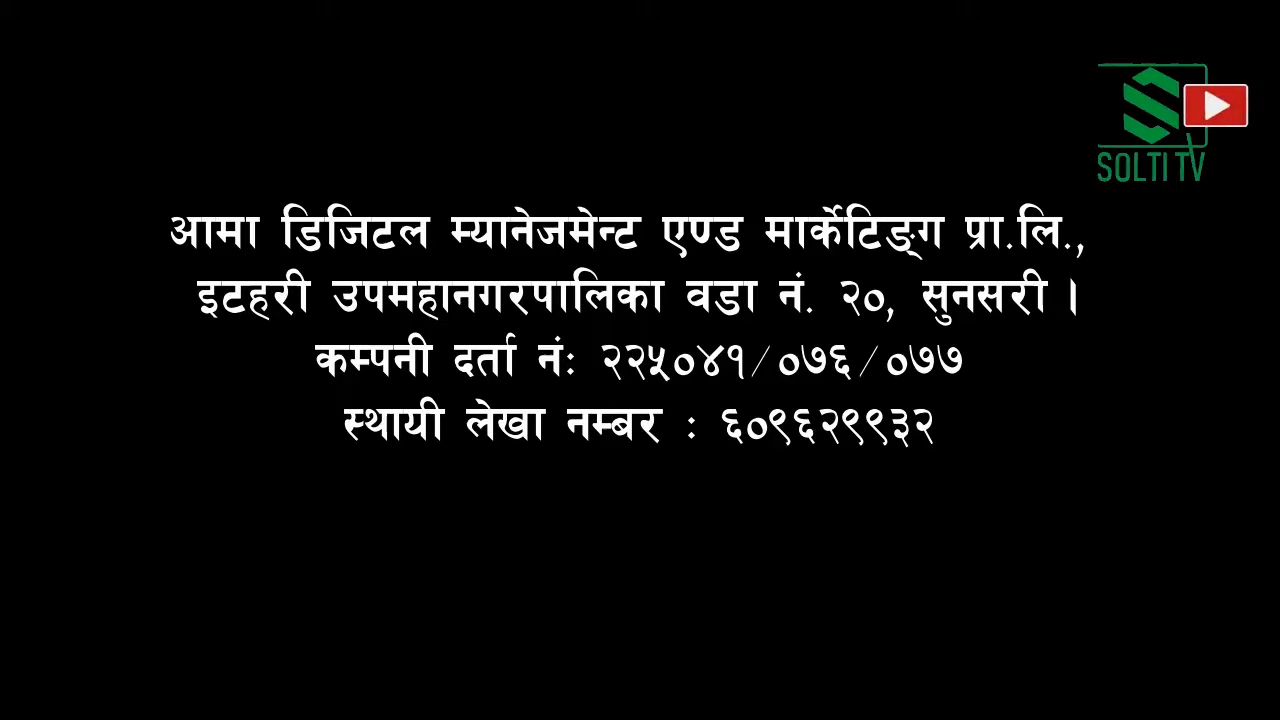 SOLTI TV
आमा डिजिटल म्यानेजमेन्ट एण्ड मार्केटिङ्ग प्रा.लि.,
इटहरी उपमहानगरपालिका वडा नं. २०, सुनसरी ।
कम्पनी दर्ता नंः २२५०४१/०७६/०७७
स्थायी लेखा नम्बर : ६०९६२९९३२